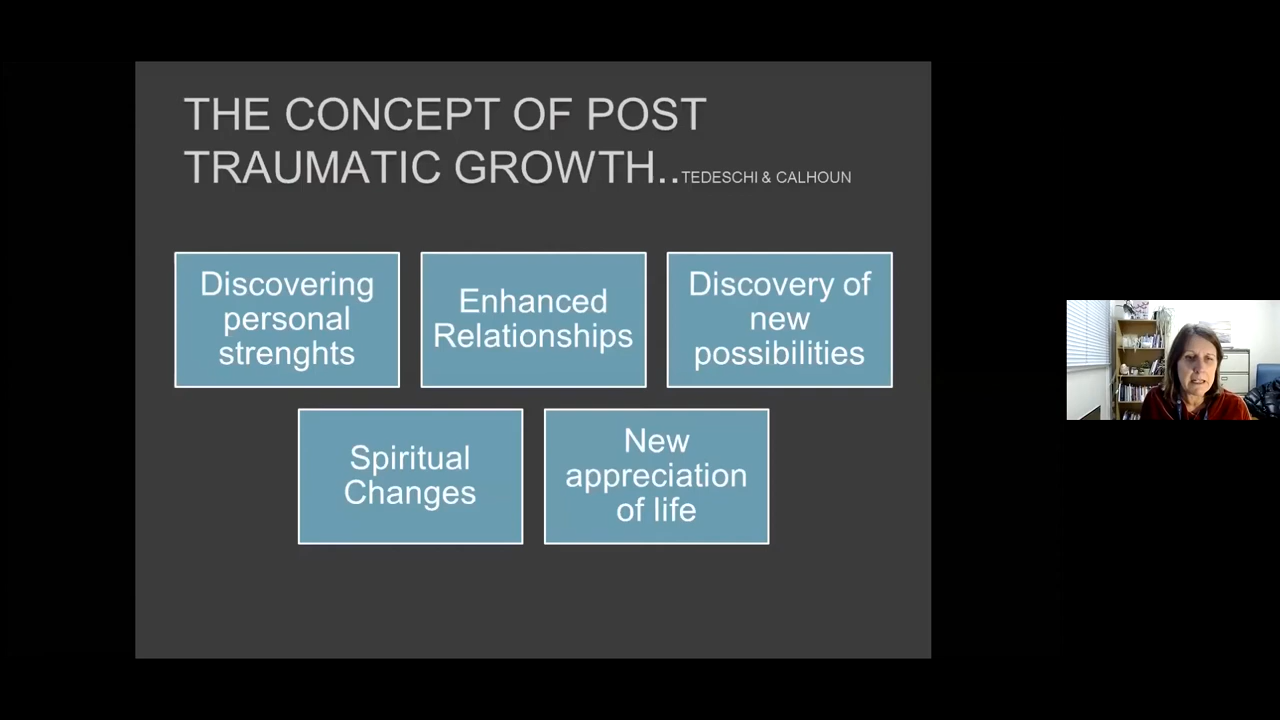 THE CONCEPT OF POST
TRAUMATIC GROWTH..TEDESCHI & CALHOUN
Discovering
personal
strenghts
Enhanced
Relationships
Discovery of
new
possibilities
Spiritual
Changes
New
appreciation
of life